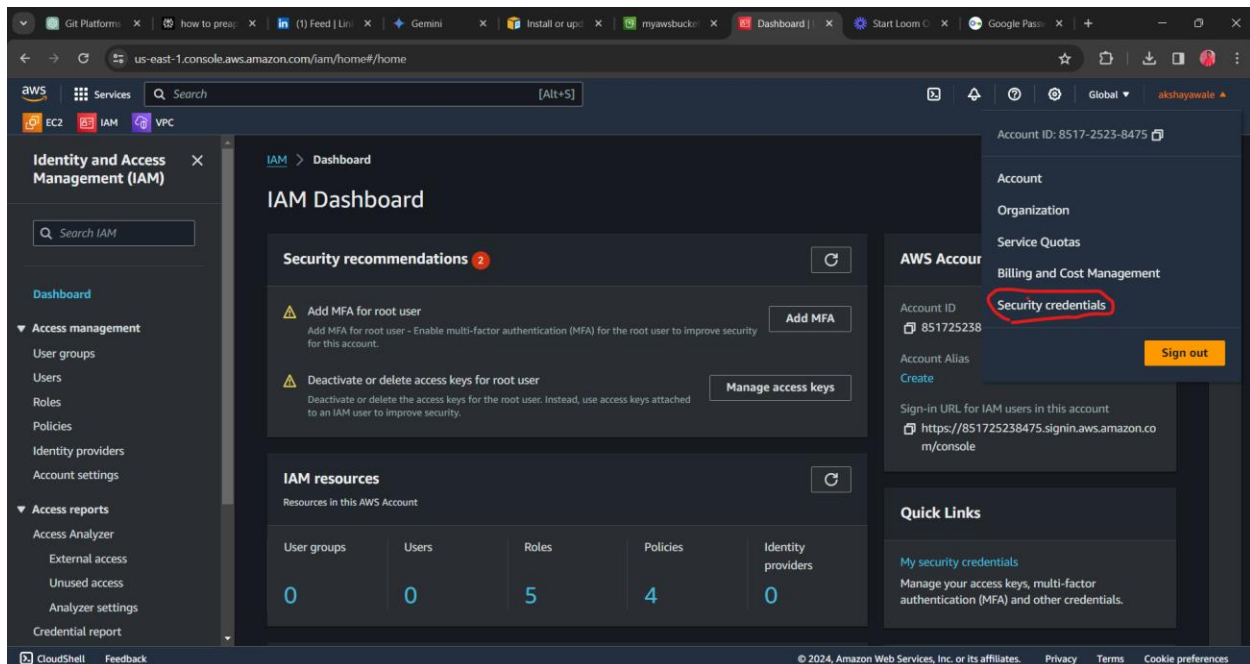 Git Platforms
how to preap
(1) Feed | Lin
Gemini
Install or upd
myawsbucket
Dashboard |
Start Loom C
Google Pass
us-east-1.console.aws.amazon.com/iam/home#/home
aws
Services
Search
[Alt+S]
Global
akshayawale
EC2
IAM
VPC
Identity and Access
Management (IAM)
Search IAM
Dashboard
Access management
User groups
Users
Roles
Policies
Identity providers
Account settings
Access reports
Access Analyzer
External access
Unused access
Analyzer settings
Credential report
IAM > Dashboard
IAM Dashboard
Security recommendations 2
Add MFA for root user
Add MFA for root user - Enable multi-factor authentication (MFA) for the root user to improve security
for this account.
Add MFA
Deactivate or delete access keys for root user
Deactivate or delete the access keys for the root user. Instead, use access keys attached
to an IAM user to improve security.
Manage access keys
IAM resources
Resources in this AWS Account
User groups
Users
Roles
Policies
Identity
providers
0
0
5
4
0
Account ID: 8517-2523-8475
Account
Organization
Service Quotas
Billing and Cost Management
Security credentials
Sign out
AWS Accour
Account ID
851725238
Account Alias
Create
Sign-in URL for IAM users in this account
https://851725238475.signin.aws.amazon.co
m/console
Quick Links
My security credentials
Manage your access keys, multi-factor
authentication (MFA) and other credentials.
CloudShell
Feedback
© 2024, Amazon Web Services, Inc. or its affiliates.
Privacy
Terms
Cookie preferences